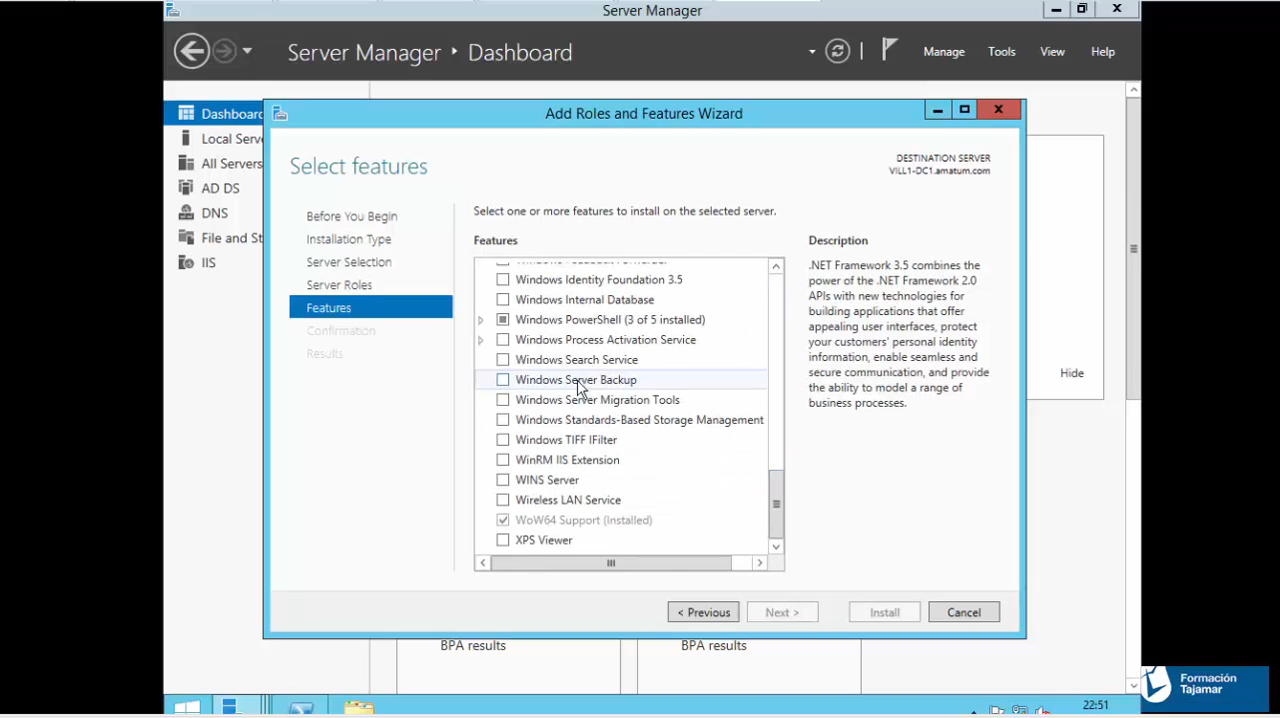 Server Manager
Server Manager • Dashboard
Manage
Tools
View
Help
Dashboard
Local Serve
All Servers
AD DS
DNS
File and St
IIS
Add Roles and Features Wizard
Select features
DESTINATION SERVER
VILL1-DC1.amatum.com
Before You Begin
Installation Type
Server Selection
Server Roles
Features
Confirmation
Results
Select one or more features to install on the selected server.
Features
Windows Identity Foundation 3.5
Windows Internal Database
Windows PowerShell (3 of 5 installed)
Windows Process Activation Service
Windows Search Service
Windows Server Backup
Windows Server Migration Tools
Windows Standards-Based Storage Management
Windows TIFF IFilter
WinRM IIS Extension
WINS Server
Wireless LAN Service
WoW64 Support (Installed)
XPS Viewer
Description
.NET Framework 3.5 combines the
power of the .NET Framework 2.0
APIs with new technologies for
building applications that offer
appealing user interfaces, protect
your customers' personal identity
information, enable seamless and
secure communication, and provide
the ability to model a range of
business processes.
Hide
< Previous
Next >
Install
Cancel
BPA results
BPA results
22:51
Formación
Tajamar